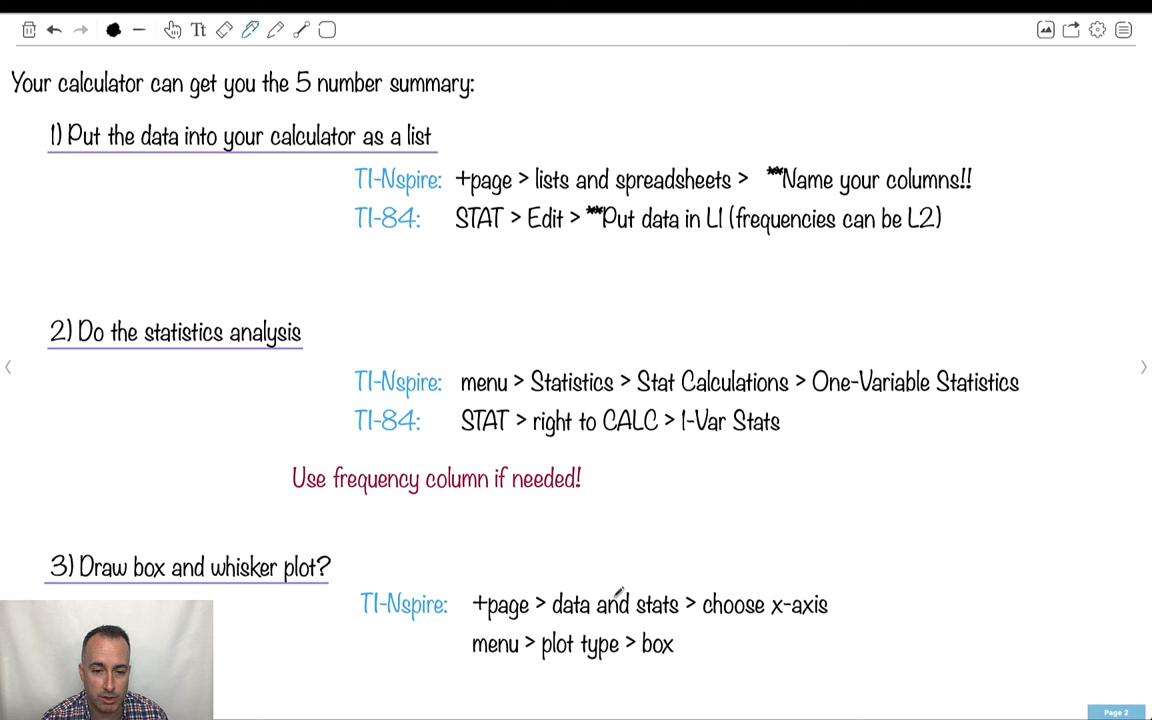 Tt
Your calculator can get you the 5 number summary:
1) Put the data into your calculator as a list
TI-Nspire: +page > lists and spreadsheets > **Name your columns!!
TI-84: STAT > Edit > **Put data in L1 (frequencies can be L2)
2) Do the statistics analysis
TI-Nspire: menu > Statistics > Stat Calculations > One-Variable Statistics
TI-84: STAT > right to CALC > 1-Var Stats
Use frequency column if needed!
3) Draw box and whisker plot?
TI-Nspire: +page > data and stats > choose x-axis
menu > plot type > box
Page 2